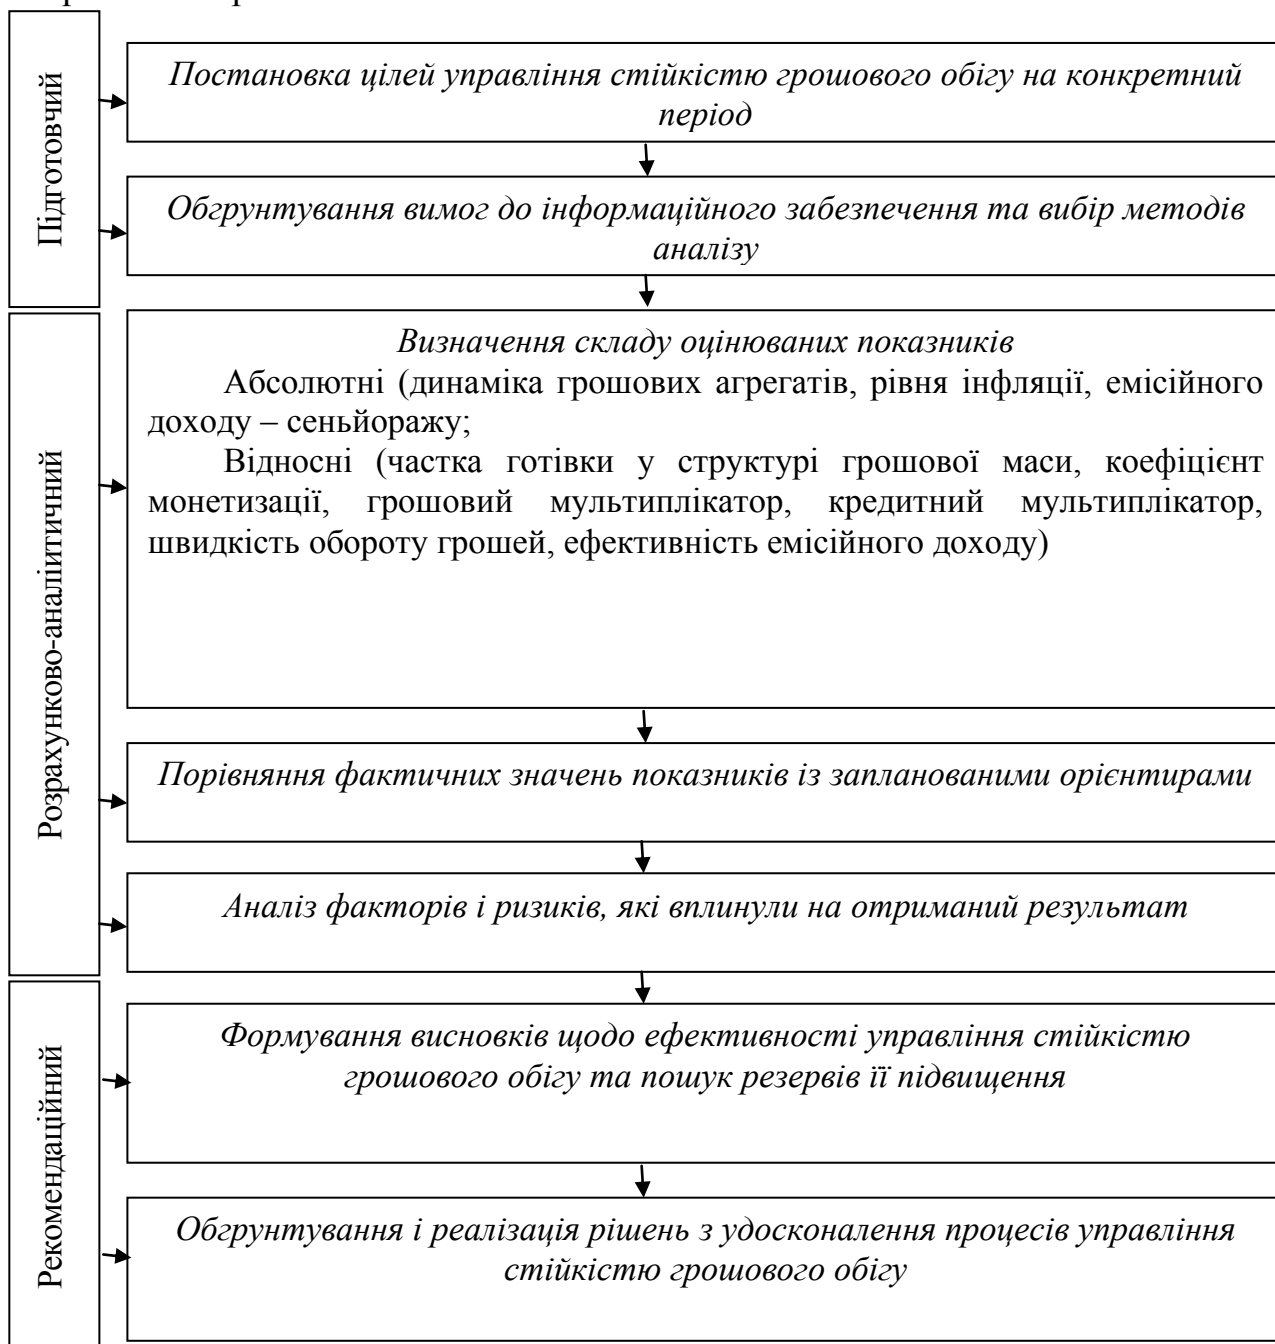 Підготовчий
Постановка цілей управління стійкістю грошового обігу на конкретний
період
Обгрунтування вимог до інформаційного забезпечення та вибір методів
аналізу
Розрахунково-аналітичний
Визначення складу оцінюваних показників
Абсолютні (динаміка грошових агрегатів, рівня інфляції, емісійного
доходу – сеньйоражу;
Відносні (частка готівки у структурі грошової маси, коефіцієнт
монетизації, грошовий мультиплікатор, кредитний мультиплікатор,
швидкість обороту грошей, ефективність емісійного доходу)
Порівняння фактичних значень показників із запланованими орієнтирами
Аналіз факторів і ризиків, які вплинули на отриманий результат
Рекомендаційний
Формування висновків щодо ефективності управління стійкістю
грошового обігу та пошук резервів її підвищення
Обгрунтування і реалізація рішень з удосконалення процесів управління
стійкістю грошового обігу